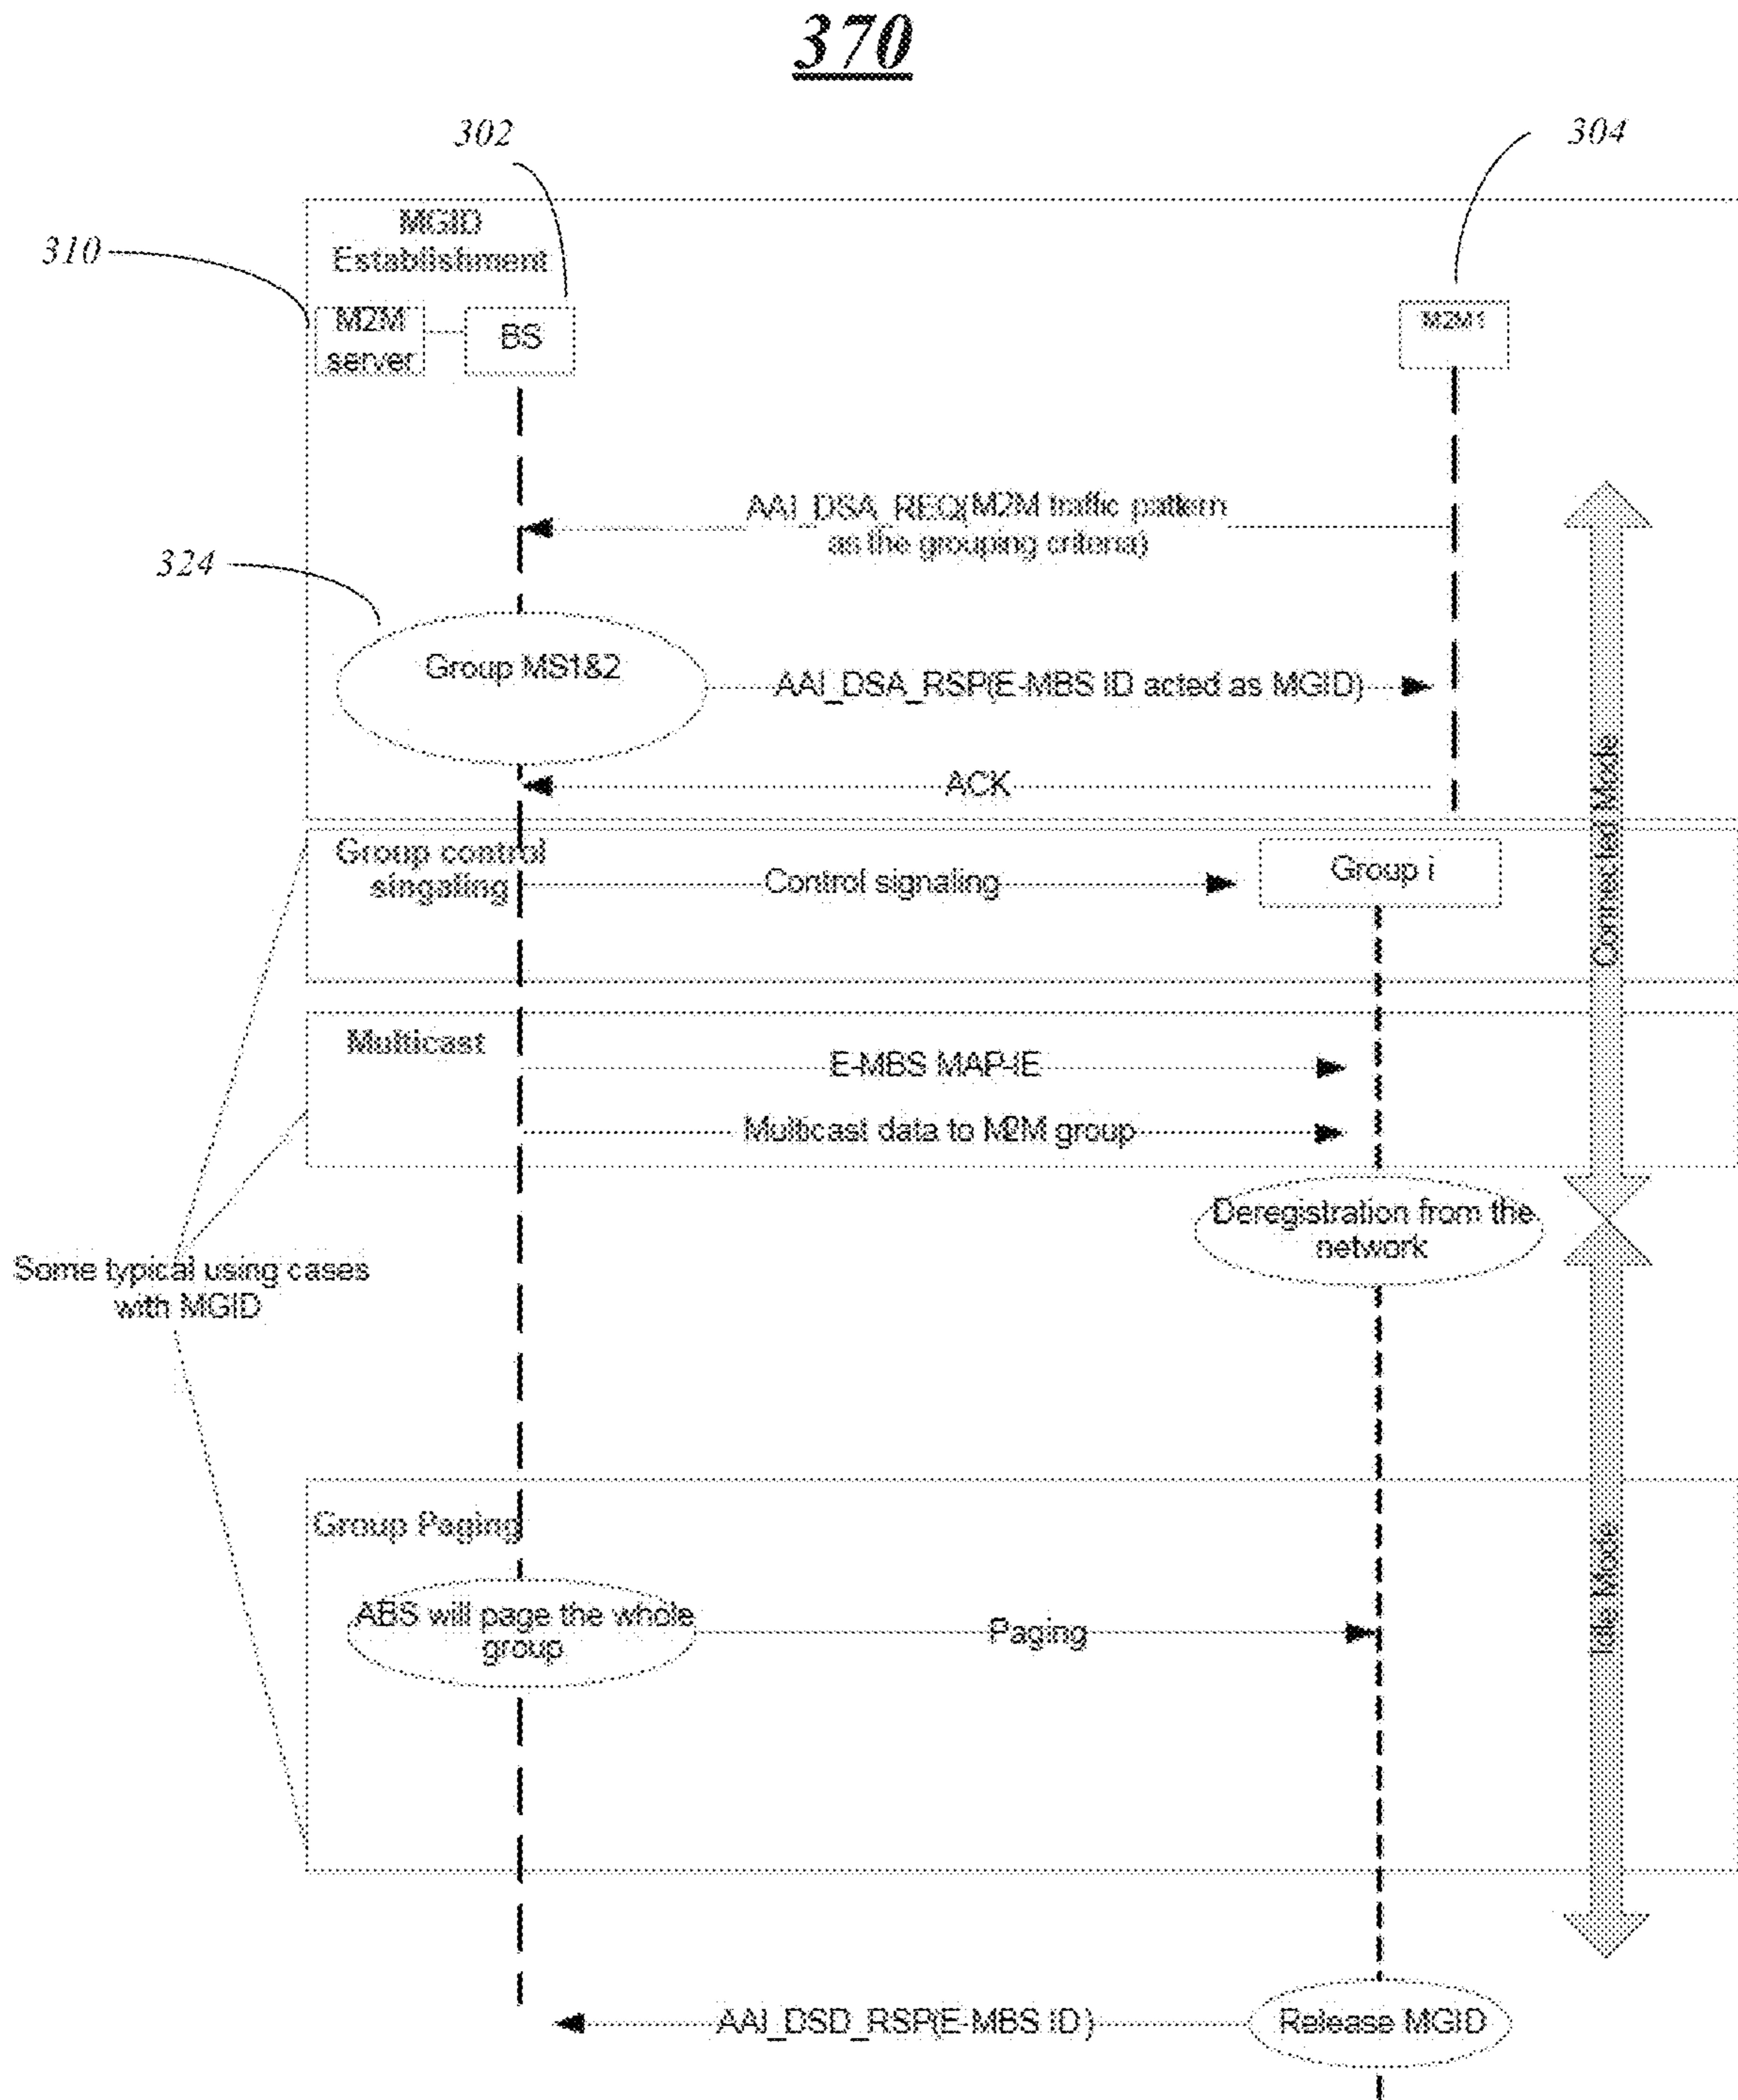 370
302
304
310
MGID
Establishment
M2M
server
BS
M2M1
AAI_DSA_REQ(M2M traffic pattern
as the grouping criteria)
324
Group MS1&2
AAI_DSA_RSP(E-MBS ID acted as MGID)
ACK
Connected Mode
Group control
singaling
Control signaling
Group i
Multicast
E-MBS MAP-IE
Multicast data to M2M group
Deregistration from the
network
Some typical using cases
with MGID
Group Paging
ABS will page the whole
group
Paging
Idle Mode
AAI_DSD_RSP(E-MBS ID)
Release MGID